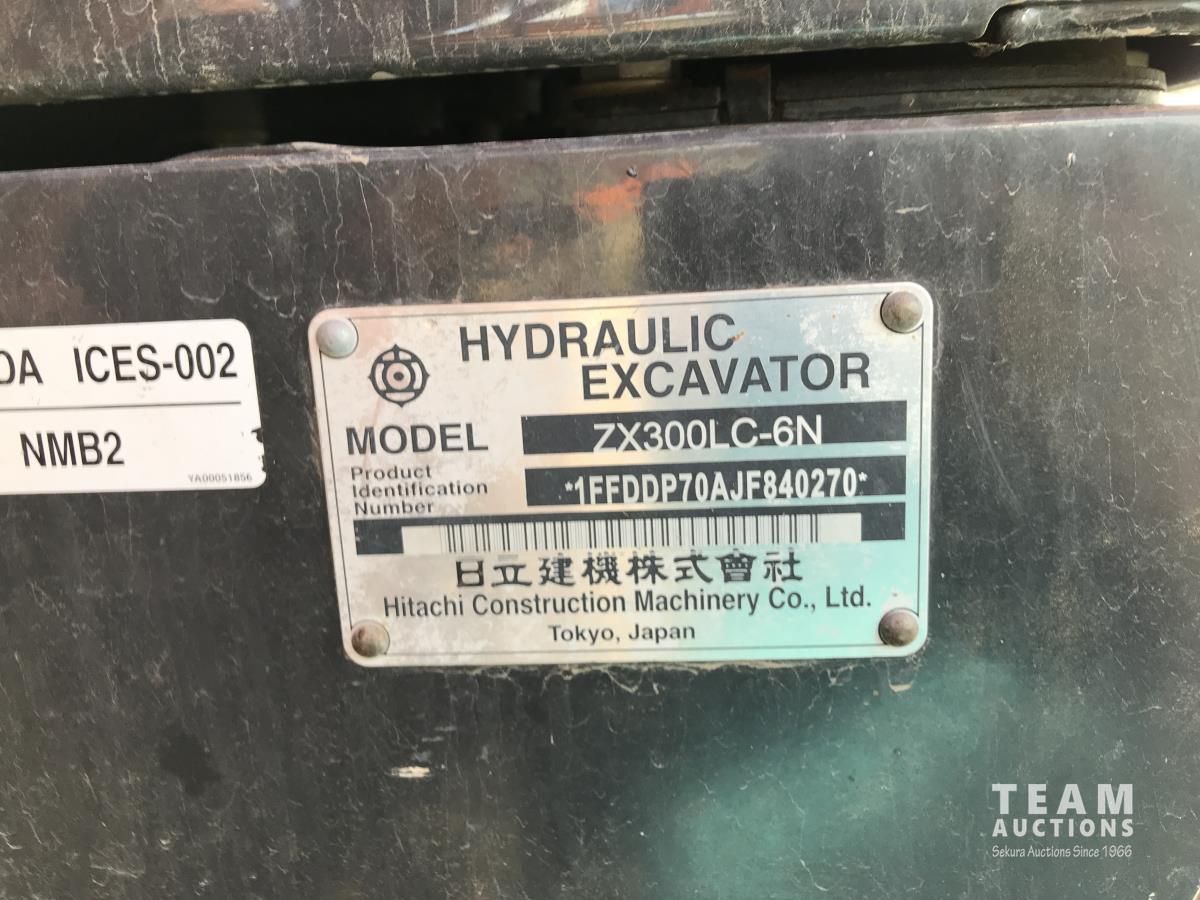 DA ICES-002
NMB2
YA00051856
HYDRAULIC
EXCAVATOR
MODEL ZX300LC-6N
Product
Identification
Number
*1FFDDP70AJF840270*
日立建機株式會社
Hitachi Construction Machinery Co., Ltd.
Tokyo, Japan
TEAM
AUCTIONS
Sekura Auctions Since 1966